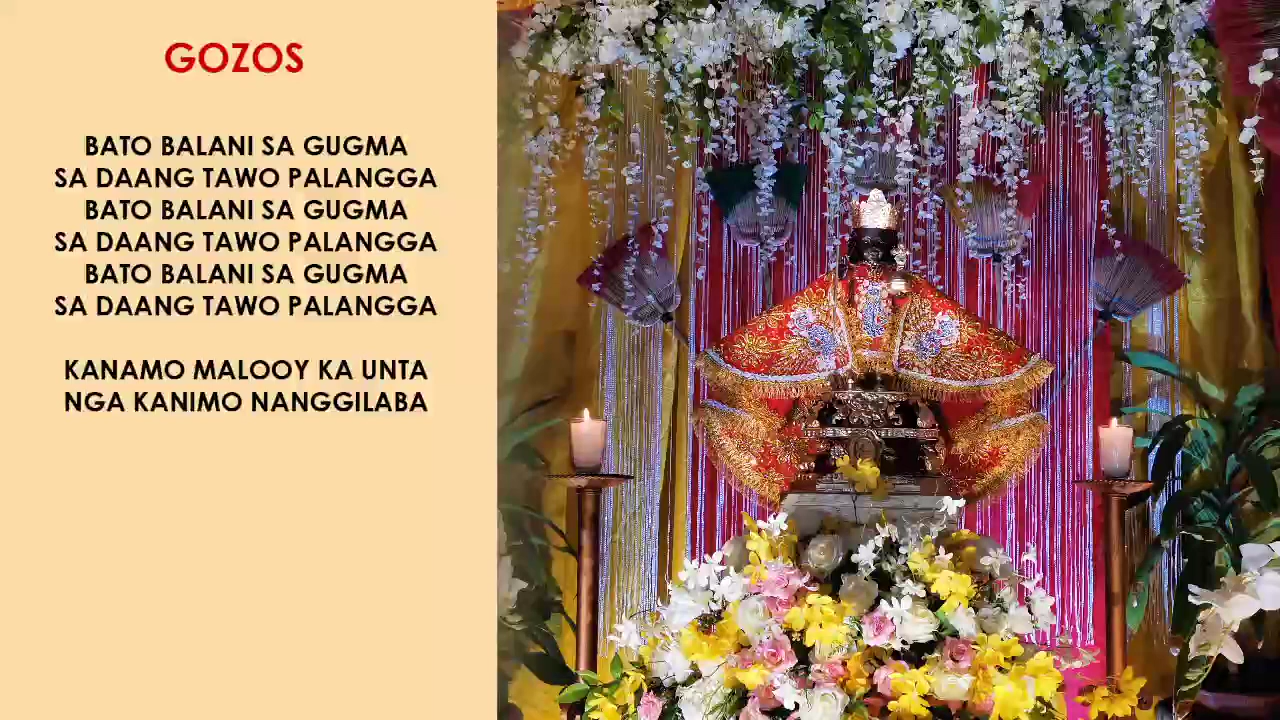 GOZOS
BATO BALANI SA GUGMA
SA DAANG TAWO PALANGGA
BATO BALANI SA GUGMA
SA DAANG TAWO PALANGGA
BATO BALANI SA GUGMA
SA DAANG TAWO PALANGGA
KANAMO MALOOY KA UNTA
NGA KANIMO NANGGILABA